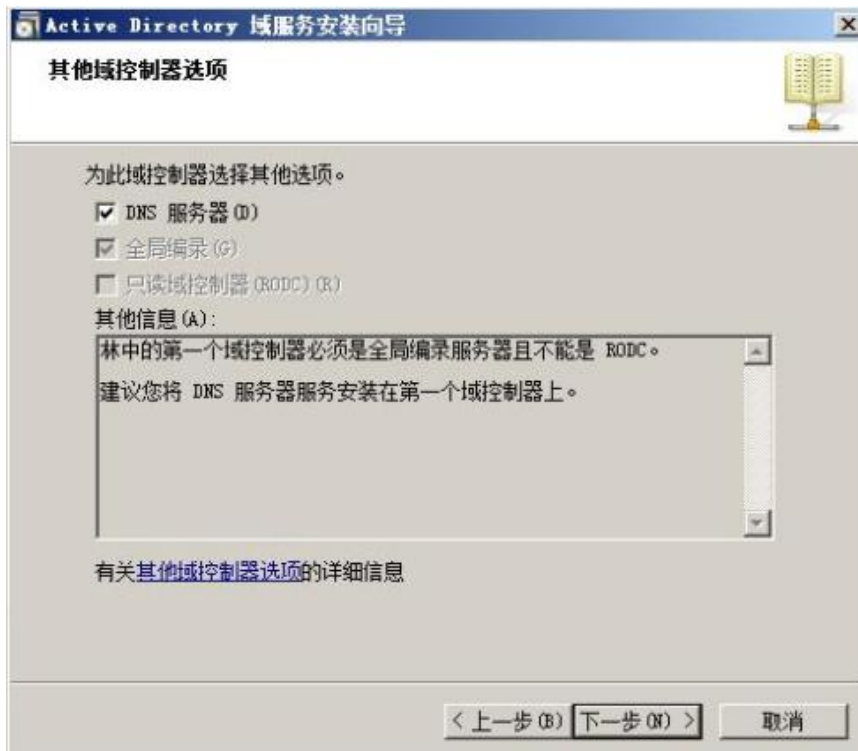 Active Directory 域服务安装向导
其他域控制器选项
为此域控制器选择其他选项。
DNS 服务器(D)
全局编录(G)
只读域控制器(RODC)(R)
其他信息(A):
林中的第一个域控制器必须是全局编录服务器且不能是 RODC。
建议您将 DNS 服务器服务安装在第一个域控制器上。
有关其他域控制器选项的详细信息
< 上一步(B) 下一步(N) > 取消